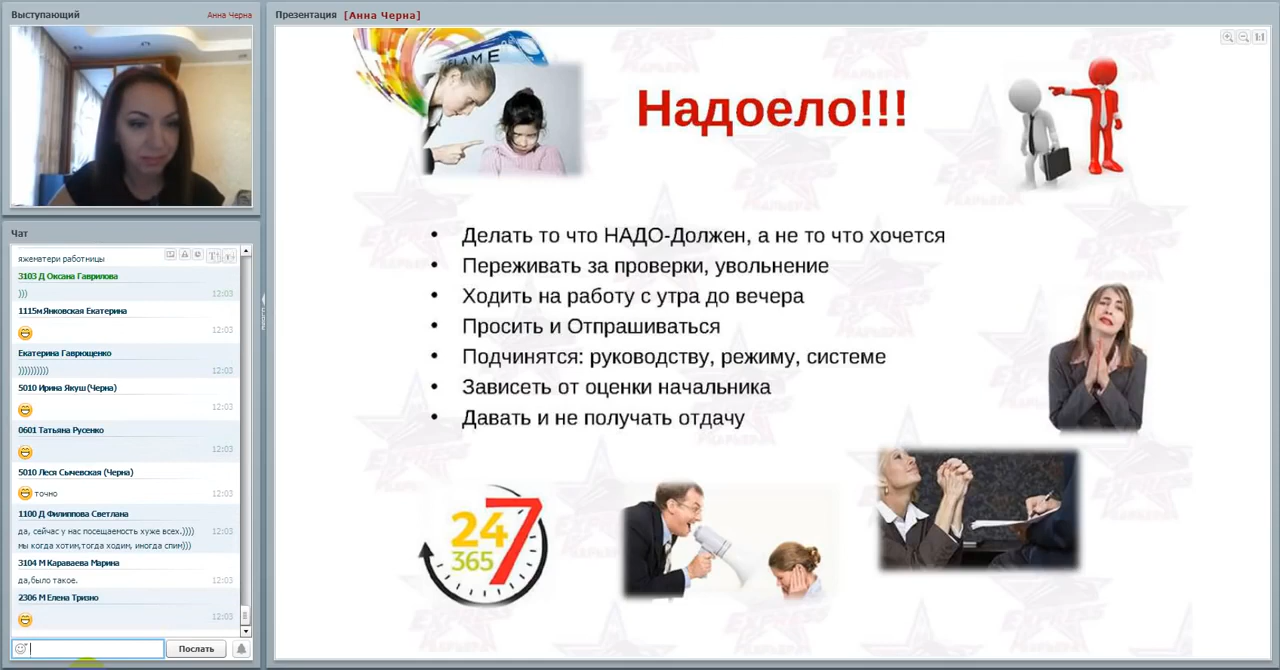 Выступающий
Анна Черна
Чат
яжематери работницы
3103 Д Оксана Гаврилова
)))
12:03
1115мЯнковская Екатерина
12:03
Екатерина Гаврющенко
))))))))))
12:03
5010 Ирина Якуш (Черна)
12:03
0601 Татьяна Русенко
12:03
5010 Леся Сычевская (Черна)
точно
12:03
1100 Д Филиппова Светлана
да, сейчас у нас посещаемость хуже всех.))))
12:03
мы когда хотим,тогда ходим, иногда спим)))
3104 М Караваева Марина
да,было такое.
12:03
2306 М Елена Тризно
12:03
Послать
Презентация [Анна Черна]
1:1
FLAME
Надоело!!!
• Делать то что НАДО-Должен, а не то что хочется
• Переживать за проверки, увольнение
• Ходить на работу с утра до вечера
• Просить и Отпрашиваться
• Подчинятся: руководству, режиму, системе
• Зависеть от оценки начальника
• Давать и не получать отдачу
24 7
365